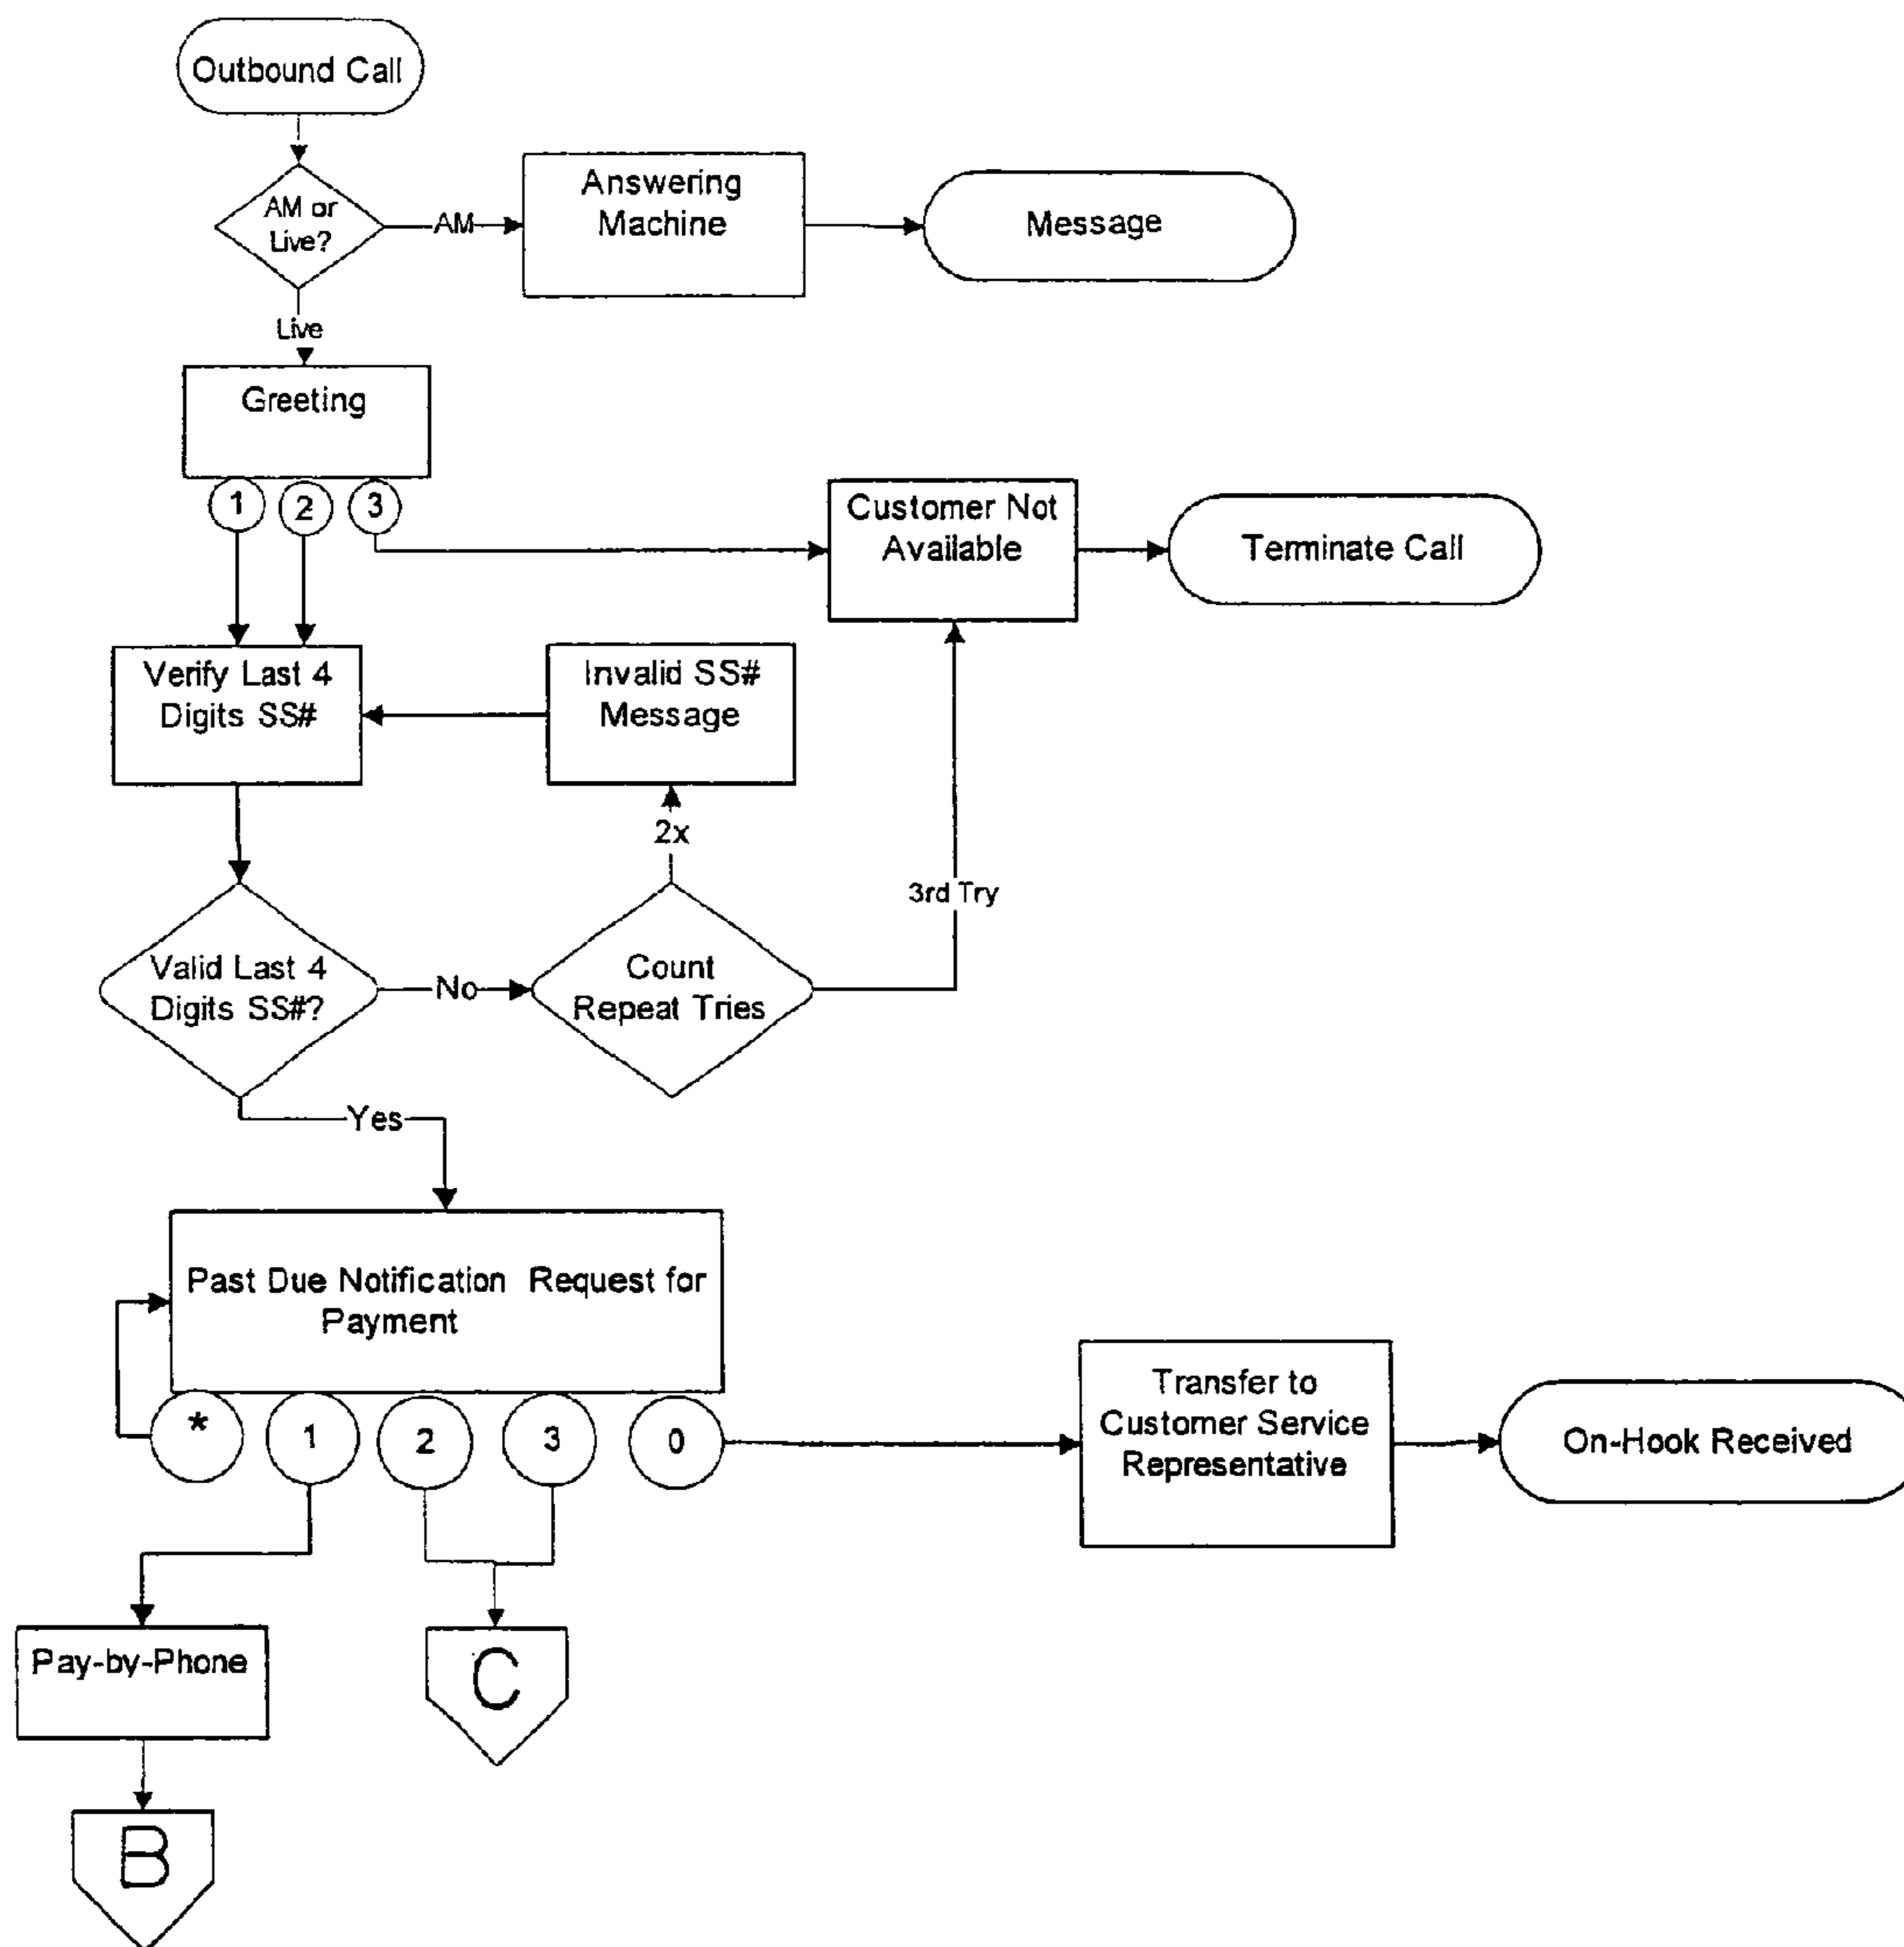 Outbound Call
AM or
Live?
AM
Answering
Machine
Message
Live
Greeting
1
2
3
Customer Not
Available
Terminate Call
Verify Last 4
Digits SS#
Invalid SS#
Message
2x
3rd Try
Valid Last 4
Digits SS#?
No
Count
Repeat Tries
Yes
Past Due Notification Request for
Payment
*
1
2
3
0
Transfer to
Customer Service
Representative
On-Hook Received
Pay-by-Phone
C
B